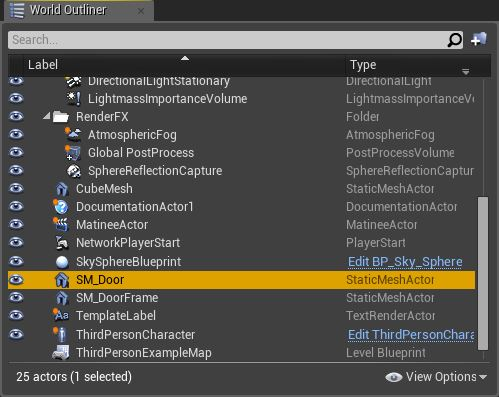 World Outliner
Search...
Label Type
DirectionalLightStationary DirectionalLight
LightmassImportanceVolume LightmassImportanceVo
RenderFX Folder
AtmosphericFog AtmosphericFog
Global PostProcess PostProcessVolume
SphereReflectionCapture SphereReflectionCaptur
CubeMesh StaticMeshActor
DocumentationActor1 DocumentationActor
MatineeActor MatineeActor
NetworkPlayerStart PlayerStart
SkySphereBlueprint Edit BP_Sky_Sphere
SM_Door StaticMeshActor
SM_DoorFrame StaticMeshActor
TemplateLabel TextRenderActor
ThirdPersonCharacter Edit ThirdPersonChara
ThirdPersonExampleMap Level Blueprint
25 actors (1 selected) View Options